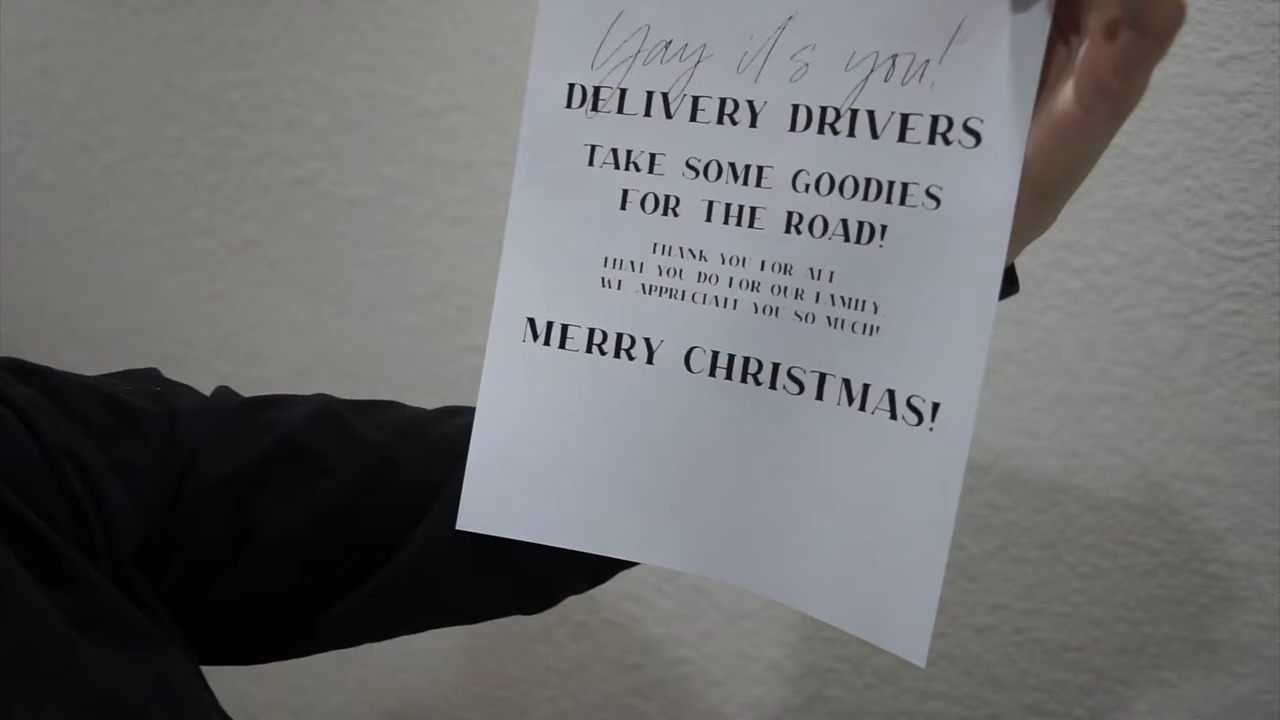 Yay it's you!
DELIVERY DRIVERS
TAKE SOME GOODIES
FOR THE ROAD!
THANK YOU FOR ALL
THAT YOU DO FOR OUR FAMILY.
WE APPRECIATE YOU SO MUCH!
MERRY CHRISTMAS!